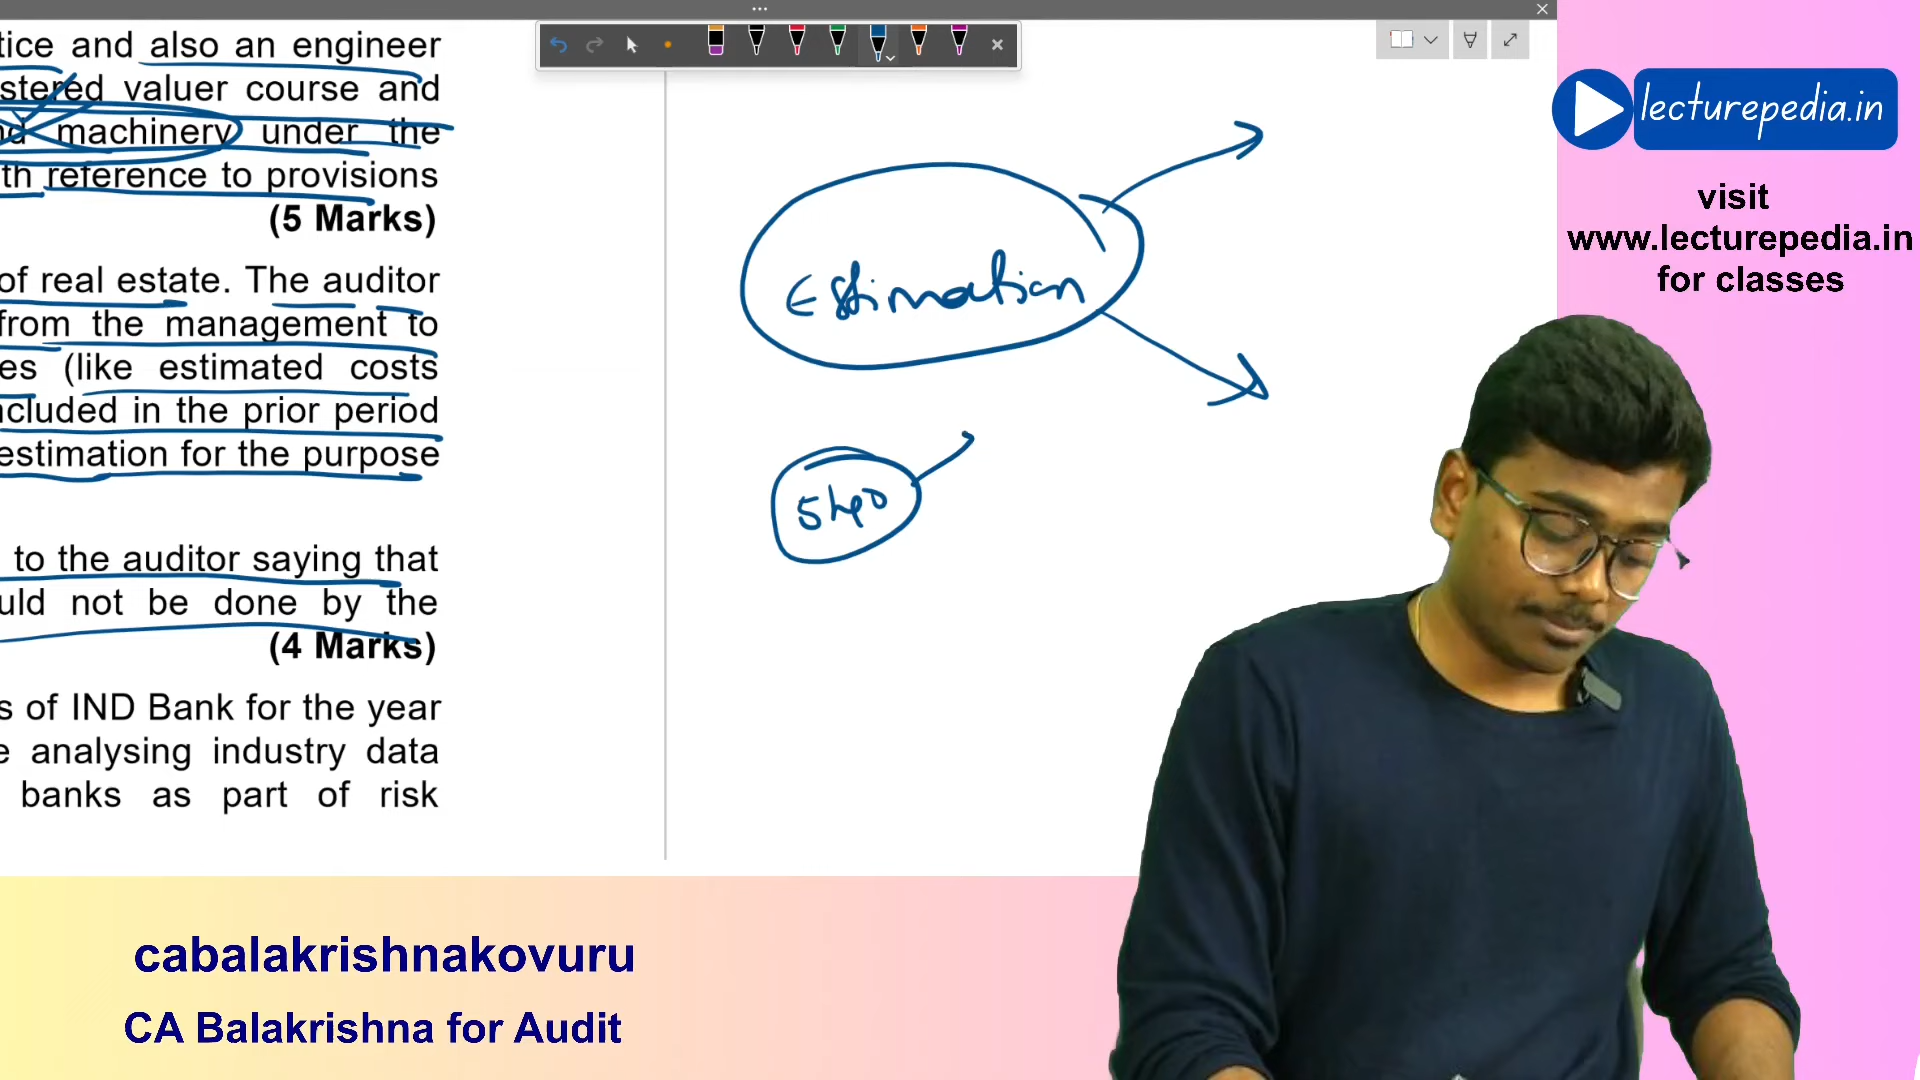 tice and also an engineer
stered valuer course and
nd machinery under the
th reference to provisions
(5 Marks)
of real estate. The auditor
from the management to
es (like estimated costs
ncluded in the prior period
estimation for the purpose
to the auditor saying that
uld not be done by the
(4 Marks)
s of IND Bank for the year
e analysing industry data
banks as part of risk
Estimation
lecturepedia.in
visit
www.lecturepedia.in
for classes
cabalakrishnakovuru
CA Balakrishna for Audit